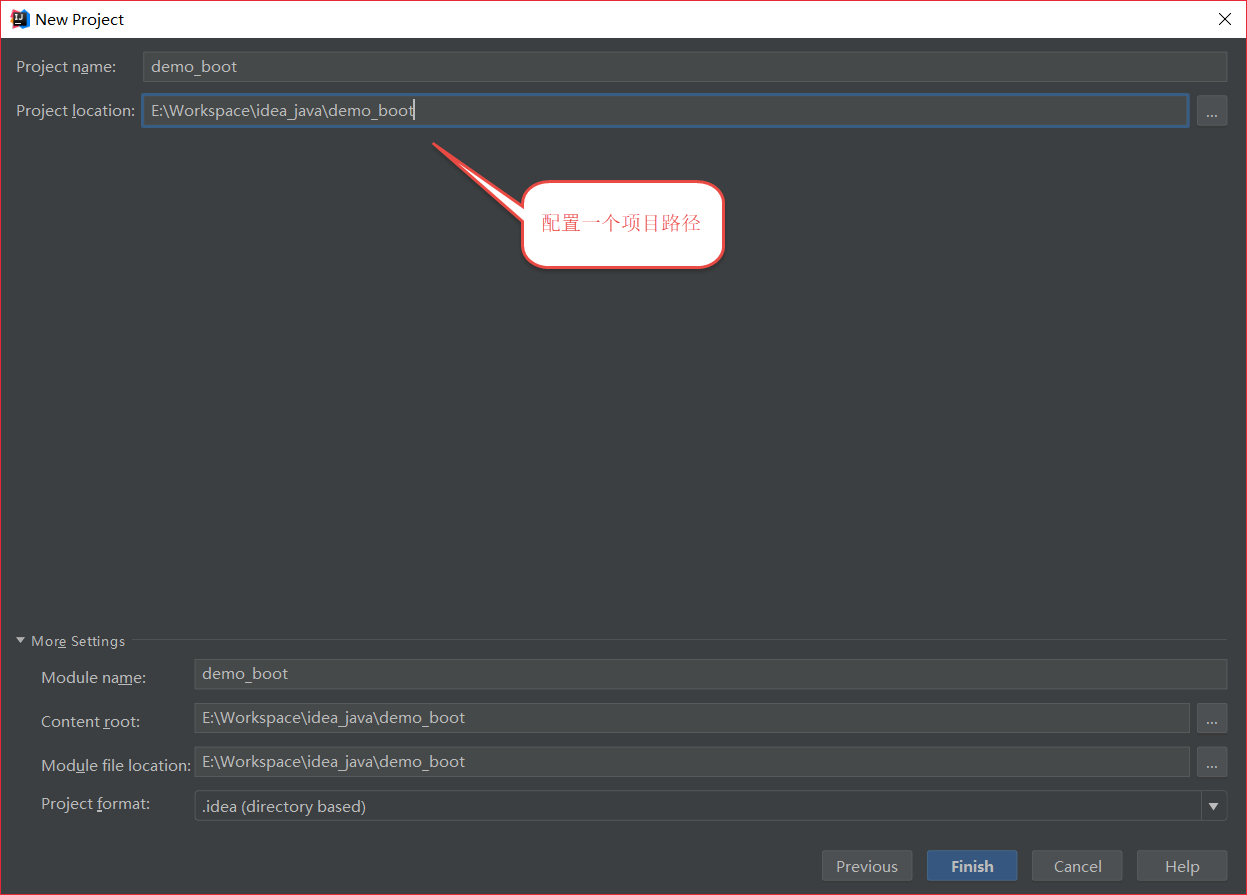 New Project
Project name: demo_boot
Project location: E:\Workspace\idea_java\demo_boot ...
配置一个项目路径
More Settings
Module name: demo_boot
Content root: E:\Workspace\idea_java\demo_boot ...
Module file location: E:\Workspace\idea_java\demo_boot ...
Project format: .idea (directory based)
Previous Finish Cancel Help